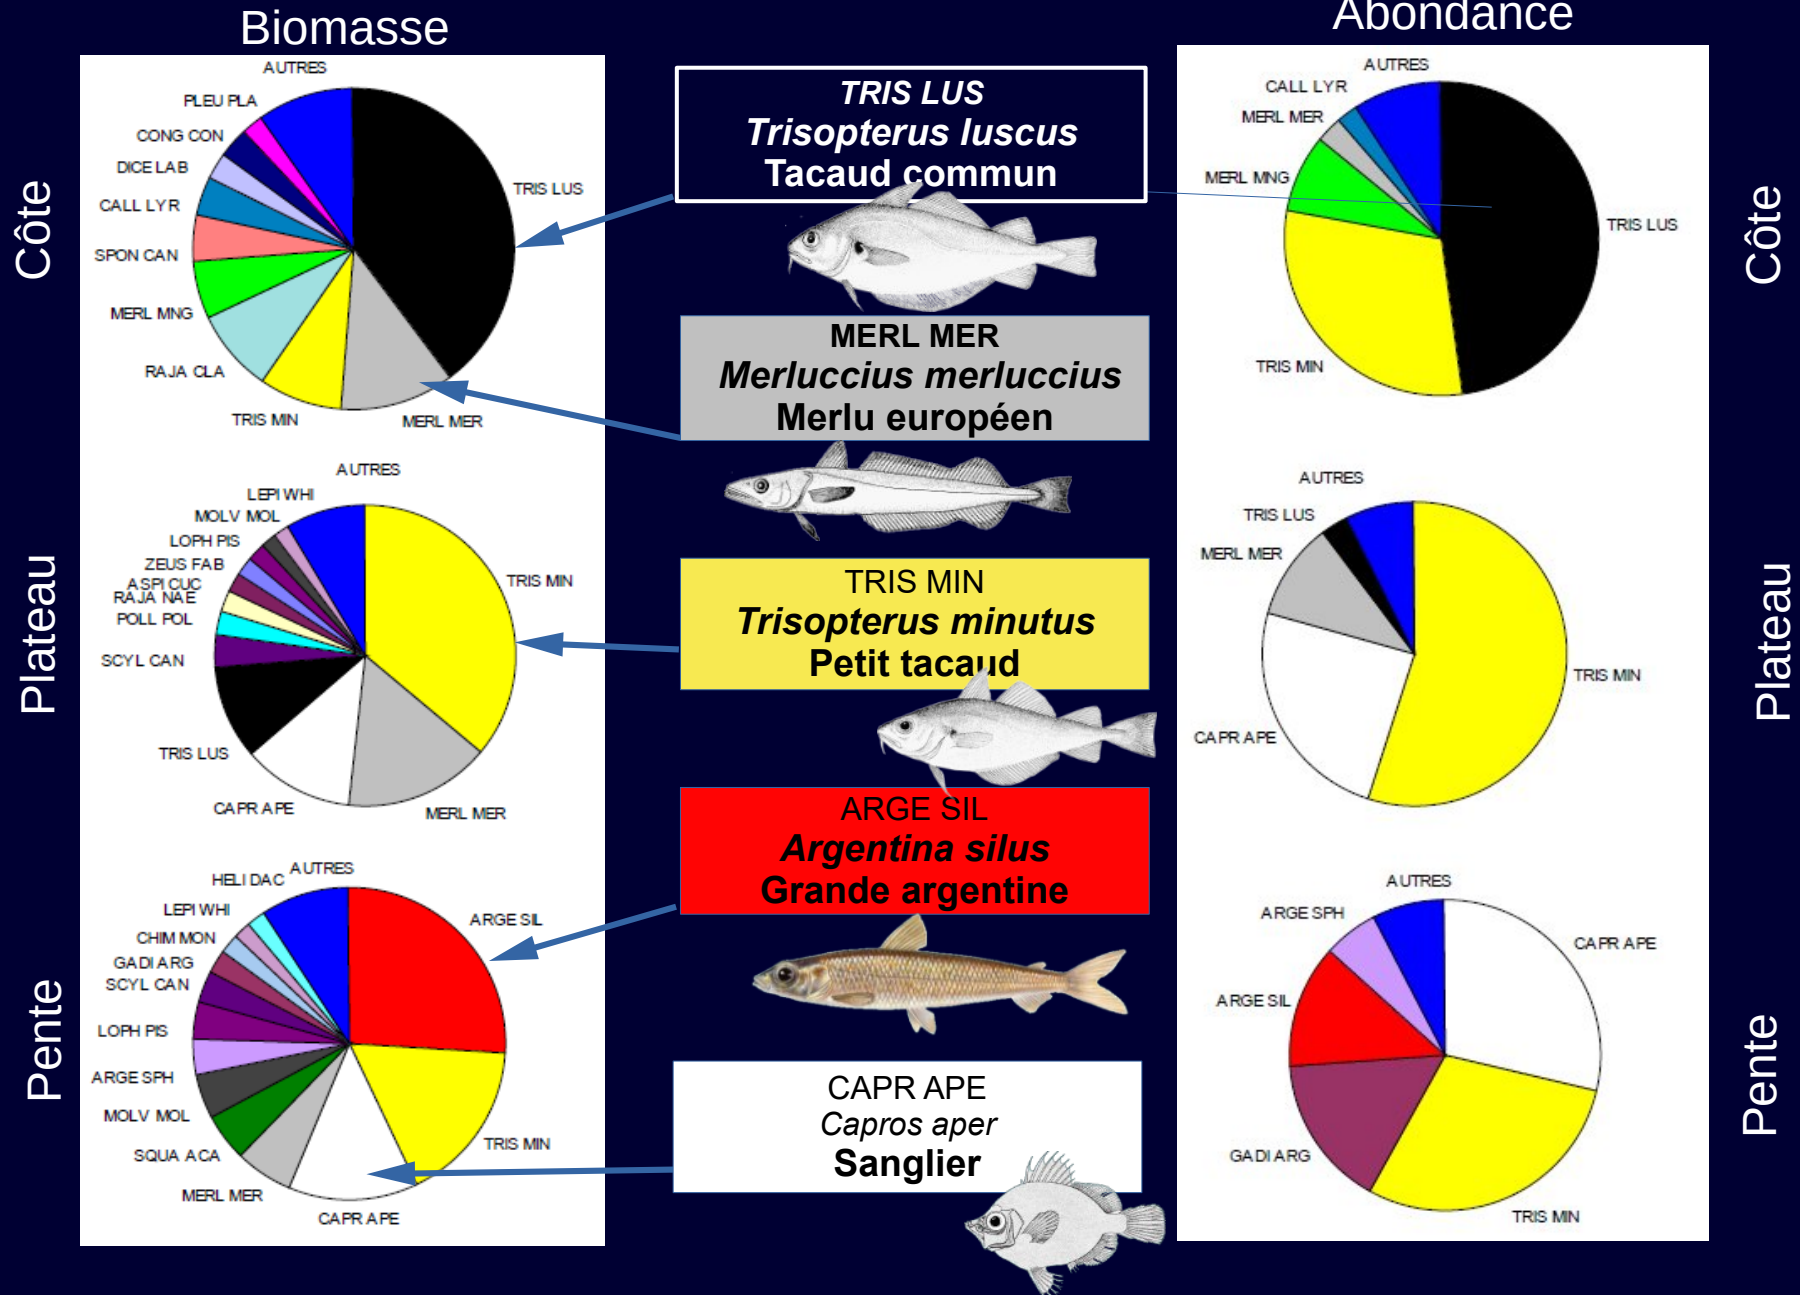 Biomasse
Abondance
Côte
AUTRES
PLEU PLA
CONG CON
DICE LAB
CALL LYR
SPON CAN
MERL MNG
RAJA CLA
TRIS MIN
MERL MER
TRIS LUS
TRIS LUS
Trisopterus luscus
Tacaud commun
MERL MER
Merluccius merluccius
Merlu européen
AUTRES
CALL LYR
MERL MER
MERL MNG
TRIS MIN
TRIS LUS
Côte
Plateau
AUTRES
LEPI WHI
MOLV MOL
LOPH PIS
ZEUS FAB
ASPI CUC
RAJA NAE
POLL POL
SCYL CAN
TRIS LUS
CAPR APE
MERL MER
TRIS MIN
TRIS MIN
Trisopterus minutus
Petit tacaud
AUTRES
TRIS LUS
MERL MER
CAPR APE
TRIS MIN
Plateau
Pente
AUTRES
HELI DAC
LEPI WHI
CHIM MON
GADI ARG
SCYL CAN
LOPH PIS
ARGE SPH
MOLV MOL
SQUA ACA
MERL MER
CAPR APE
TRIS MIN
ARGE SIL
ARGE SIL
Argentina silus
Grande argentine
CAPR APE
Capros aper
Sanglier
AUTRES
ARGE SPH
ARGE SIL
GADI ARG
TRIS MIN
CAPR APE
Pente